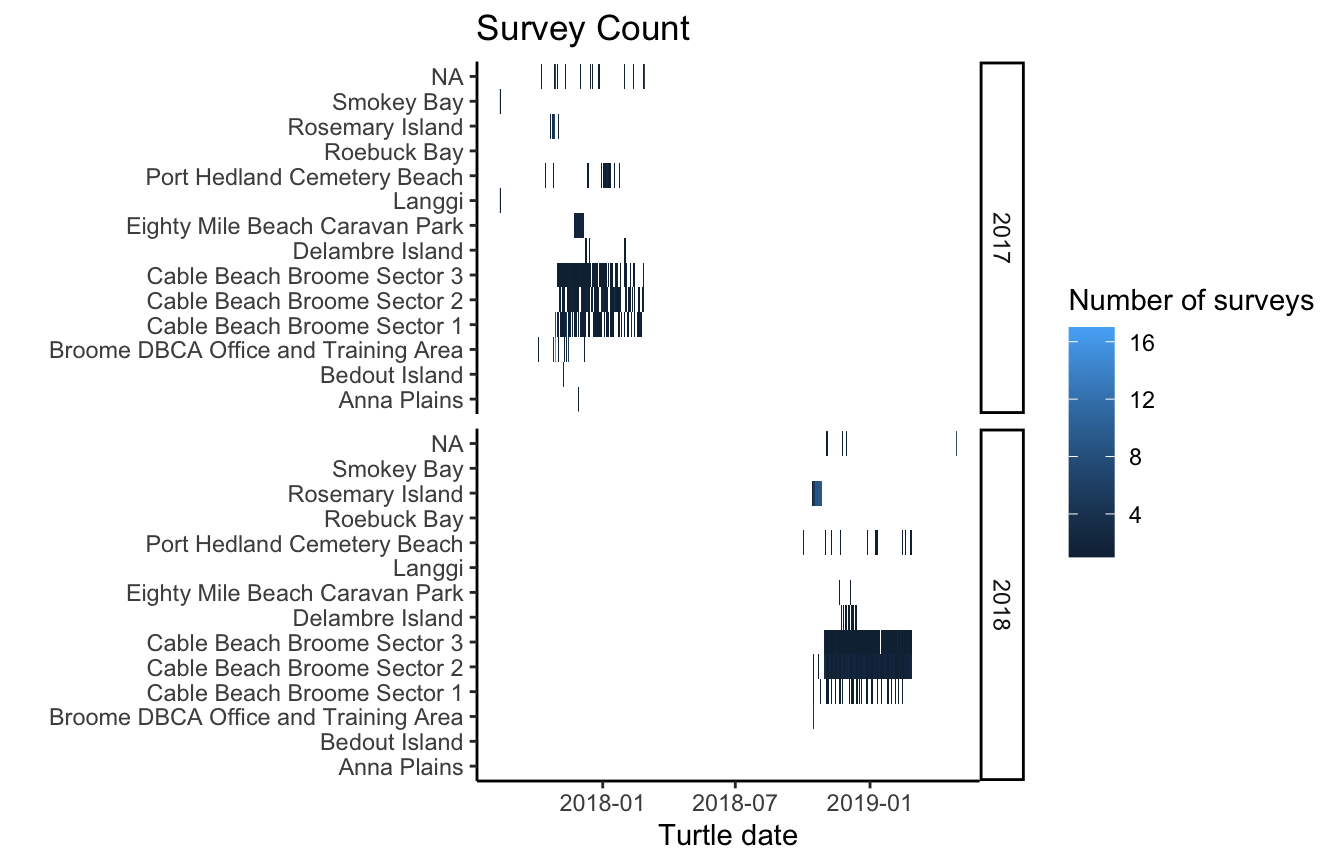 Survey Count
NA
Smokey Bay
Rosemary Island
Roebuck Bay
Port Hedland Cemetery Beach
Langgi
Eighty Mile Beach Caravan Park
Delambre Island
Cable Beach Broome Sector 3
Cable Beach Broome Sector 2
Cable Beach Broome Sector 1
Broome DBCA Office and Training Area
Bedout Island
Anna Plains
2017
NA
Smokey Bay
Rosemary Island
Roebuck Bay
Port Hedland Cemetery Beach
Langgi
Eighty Mile Beach Caravan Park
Delambre Island
Cable Beach Broome Sector 3
Cable Beach Broome Sector 2
Cable Beach Broome Sector 1
Broome DBCA Office and Training Area
Bedout Island
Anna Plains
2018
2018-01 2018-07 2019-01
Turtle date
Number of surveys
16
12
8
4